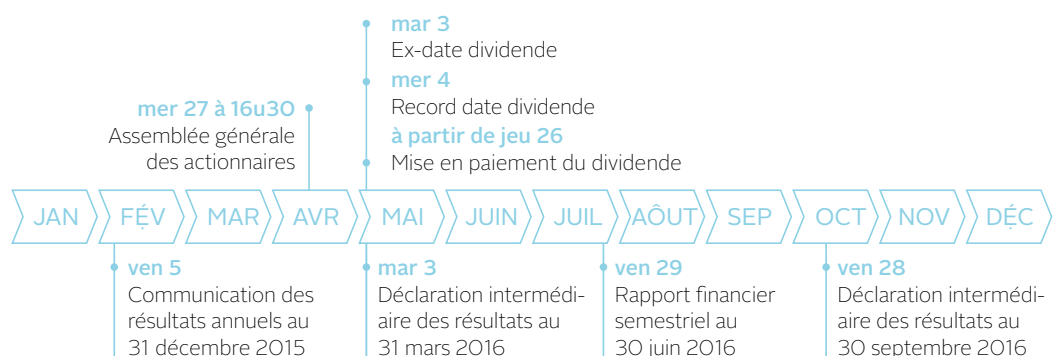 mar 3
Ex-date dividende
mer 4
Record date dividende
à partir de jeu 26
Mise en paiement du dividende
mer 27 à 16u30
Assemblée générale
des actionnaires
JAN FÉV MAR AVR MAI JUIN JUIL AÔUT SEP OCT NOV DÉC
ven 5
Communication des
résultats annuels au
31 décembre 2015
mar 3
Déclaration intermédi-
aire des résultats au
31 mars 2016
ven 29
Rapport financier
semestriel au
30 juin 2016
ven 28
Déclaration intermédi-
aire des résultats au
30 septembre 2016